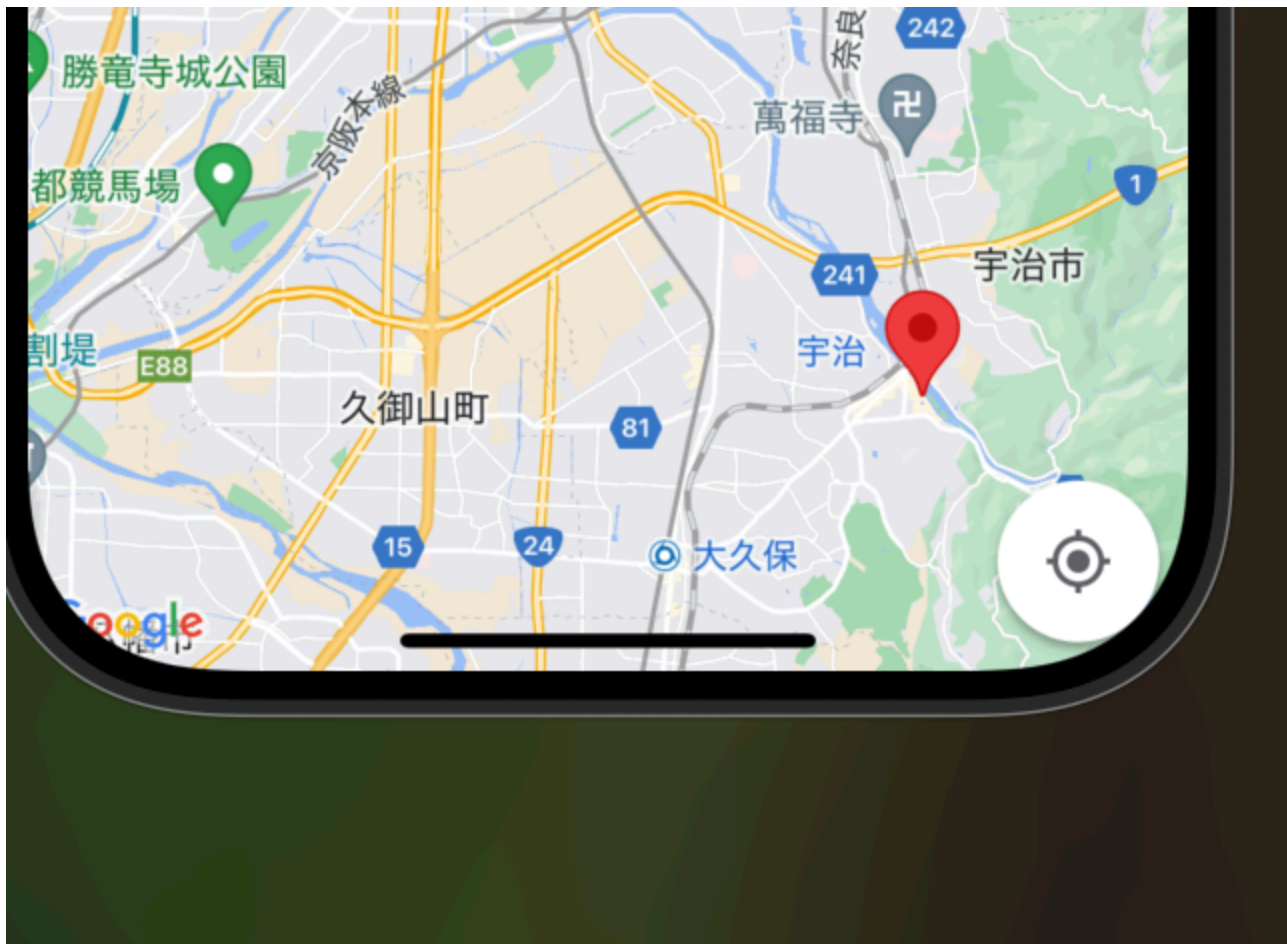 242
奈良
勝竜寺城公園
京阪本線
萬福寺
卍
都競馬場
1
241
宇治市
割堤
E88
宇治
久御山町
81
15
24
大久保
Google